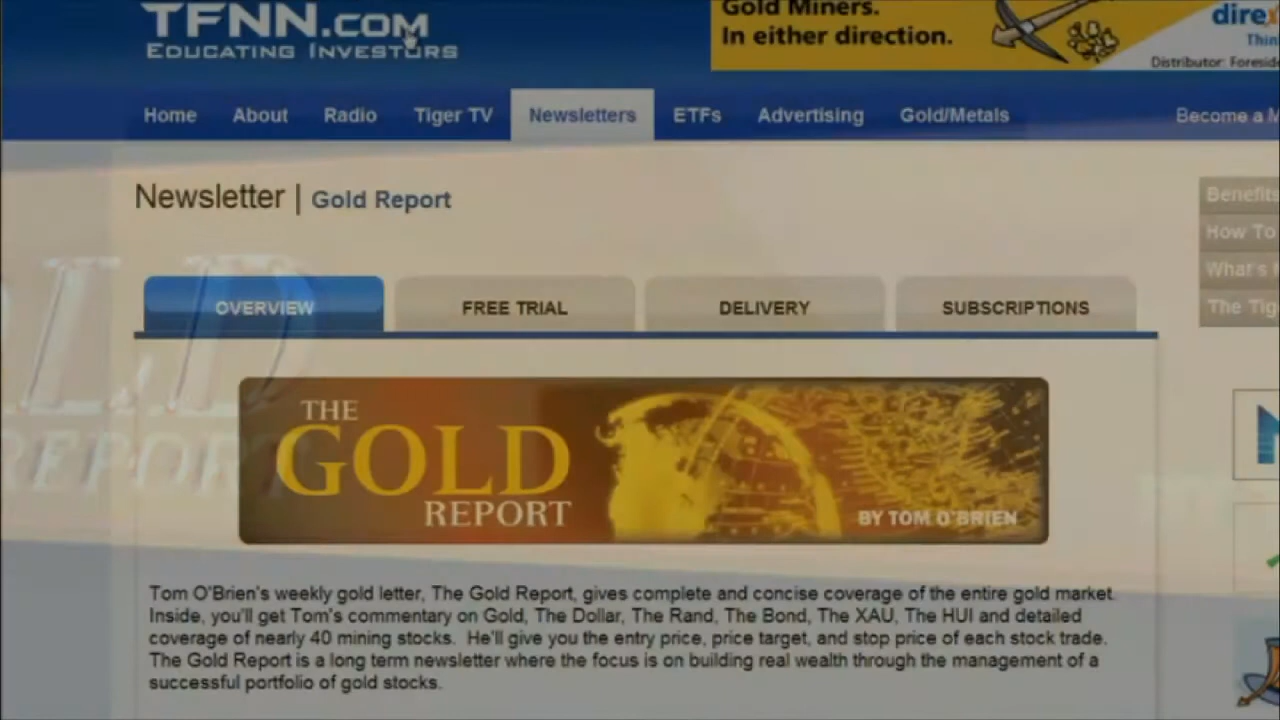 TFNN.COM
EDUCATING INVESTORS
Gold Miners.
In either direction.
Distributor:
Home About Radio Tiger TV Newsletters ETFs Advertising Gold/Metals Become a
Newsletter | Gold Report
Benefits
How To
What's
The
OVERVIEW FREE TRIAL DELIVERY SUBSCRIPTIONS
THE
GOLD
REPORT
BY TOM O'BRIEN
REPORT
Tom O'Brien's weekly gold letter, The Gold Report, gives complete and concise coverage of the entire gold market.
Inside, you'll get Tom's commentary on Gold, The Dollar, The Rand, The Bond, The XAU, The HUI and detailed
coverage of nearly 40 mining stocks. He'll give you the entry price, price target, and stop price of each stock trade.
The Gold Report is a long term newsletter where the focus is on building real wealth through the management of a
successful portfolio of gold stocks.